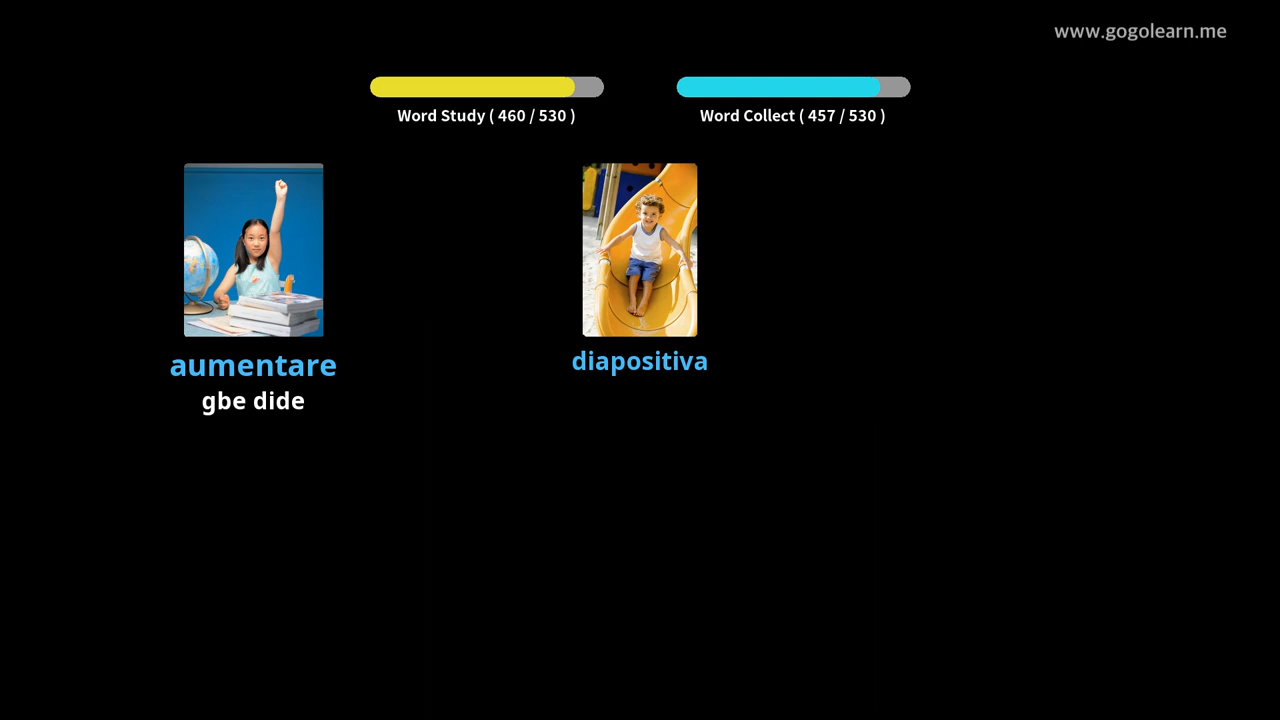 www.gogolearn.me
Word Study ( 460 / 530 )
Word Collect ( 457 / 530 )
aumentare
gbe dide
diapositiva